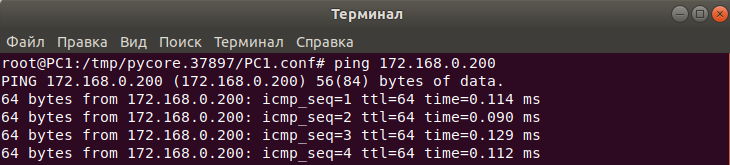 Терминал
Файл Правка Вид Поиск Терминал Справка
root@PC1:/tmp/pycore.37897/PC1.conf# ping 172.168.0.200
PING 172.168.0.200 (172.168.0.200) 56(84) bytes of data.
64 bytes from 172.168.0.200: icmp_seq=1 ttl=64 time=0.114 ms
64 bytes from 172.168.0.200: icmp_seq=2 ttl=64 time=0.090 ms
64 bytes from 172.168.0.200: icmp_seq=3 ttl=64 time=0.129 ms
64 bytes from 172.168.0.200: icmp_seq=4 ttl=64 time=0.112 ms